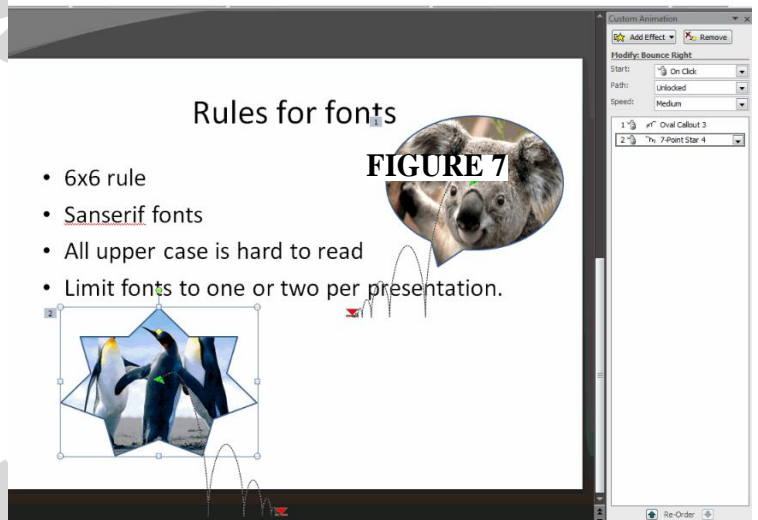 Rules for fonts
1
FIGURE 7
• 6x6 rule
• Sanserif fonts
• All upper case is hard to read
• Limit fonts to one or two per presentation.
2
Custom Animation
Add Effect
Remove
Modify: Bounce Right
Start: On Click
Path: Unlocked
Speed: Medium
1 Oval Callout 3
2 7-Point Star 4
Re-Order